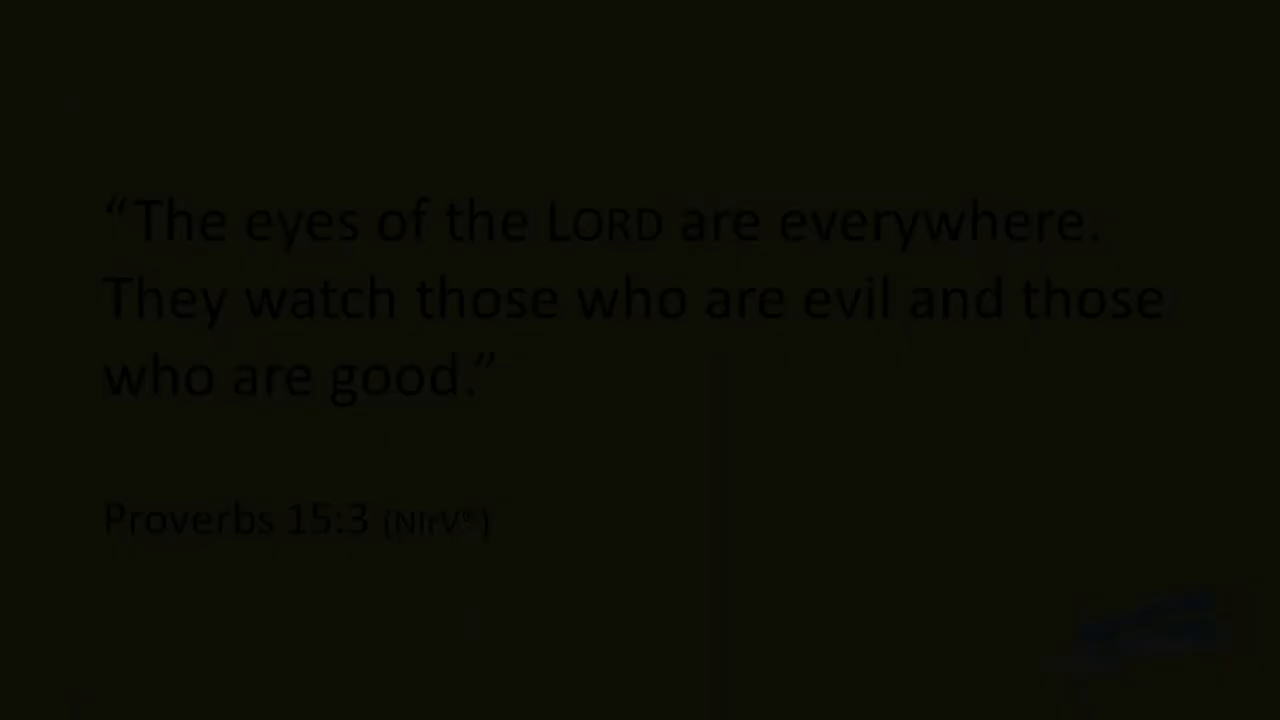 “The eyes of the LORD are everywhere.
They watch those who are evil and those
who are good.”
Proverbs 15:3 (NIrV®)